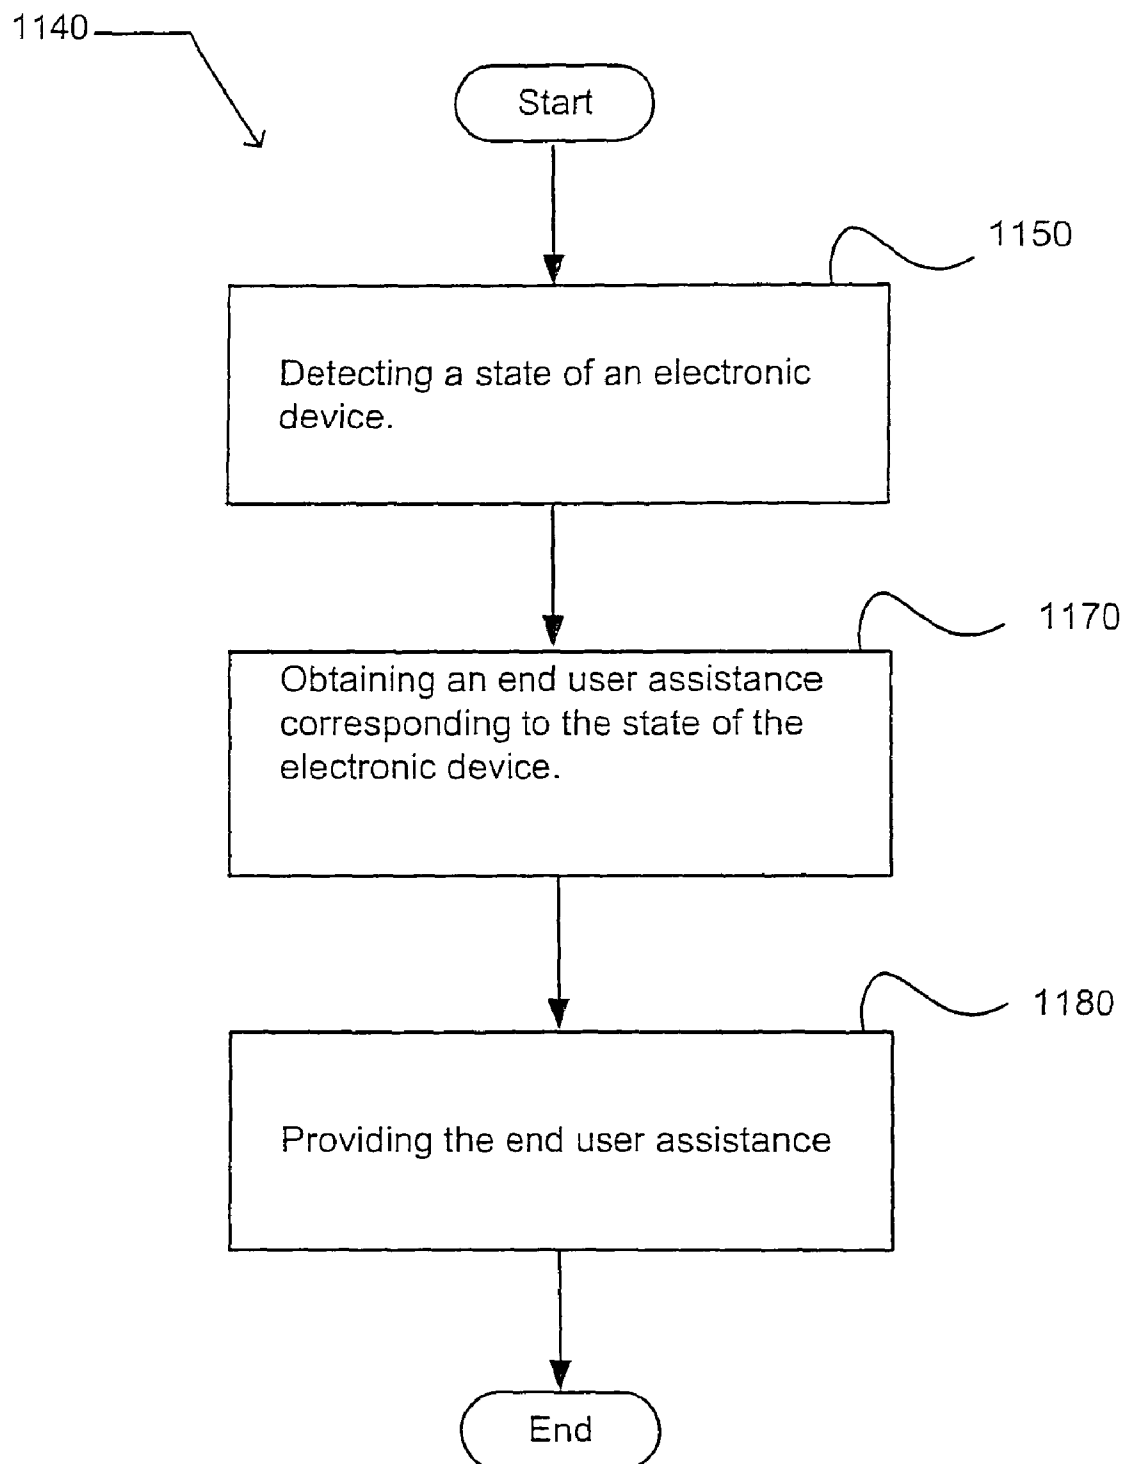 1140
Start
1150
Detecting a state of an electronic
device.
1170
Obtaining an end user assistance
corresponding to the state of the
electronic device.
1180
Providing the end user assistance
End